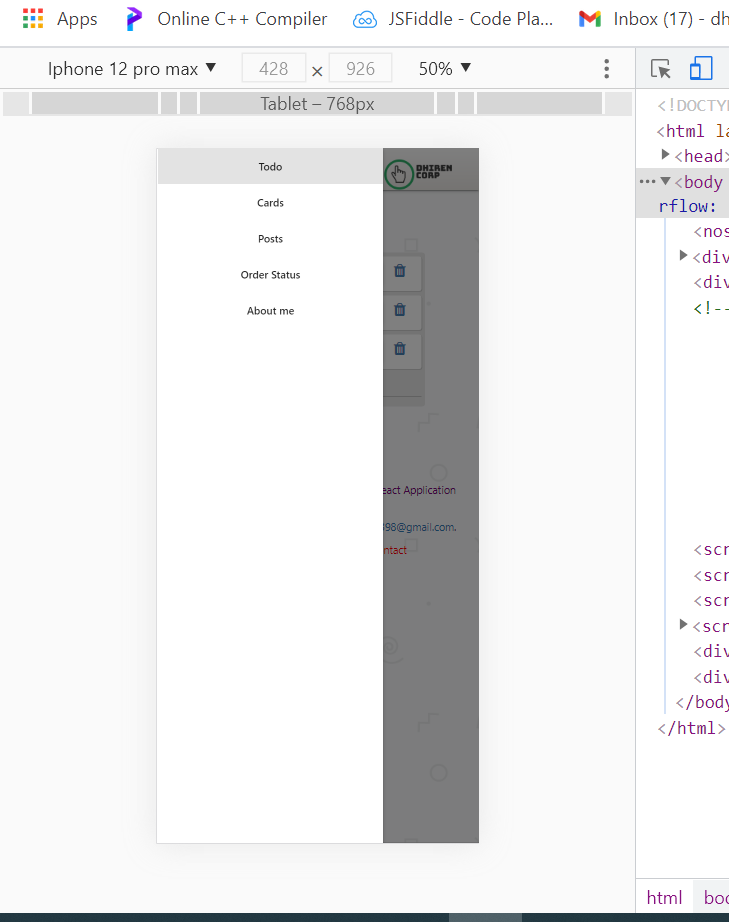 Apps Online C++ Compiler JSFiddle - Code Pla... Inbox (17) - dh
Iphone 12 pro max ▼ 428 × 926 50% ▼
Tablet – 768px
Todo
Cards
Posts
Order Status
About me
DHIREN
CORP
eact Application
98@gmail.com.
ntact
<!DOCTYP
<html la
▶<head>
•••▼<body
rflow:
<nos
▶<div
<div
<!--
<scr
<scr
<scr
▶<scr
<div
<div
</body
</html>
html bod